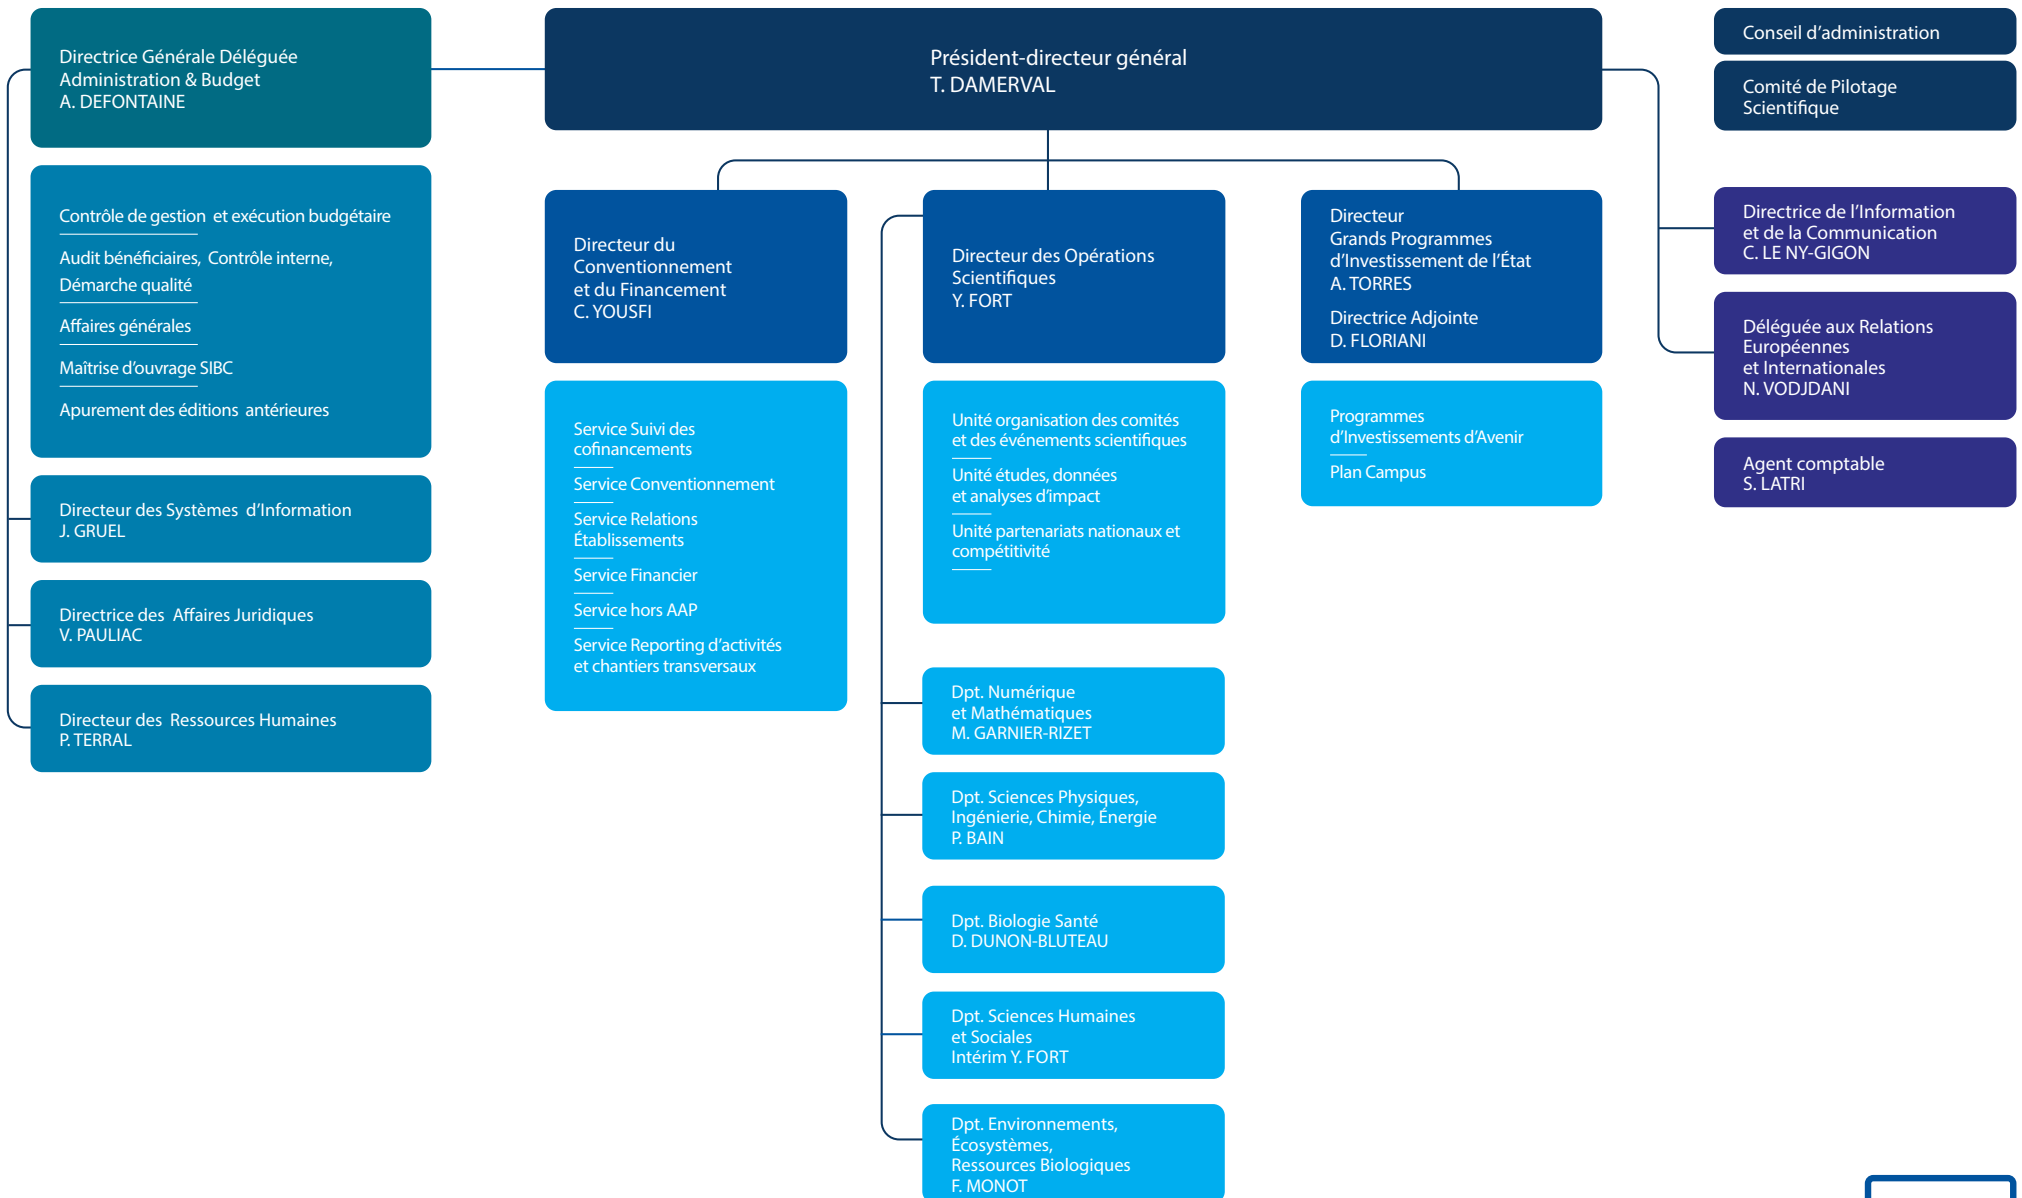 Directrice Générale Déléguée
Administration & Budget
A. DEFONTAINE
Président-directeur général
T. DAMERVAL
Conseil d’administration
Comité de Pilotage
Scientifique
Contrôle de gestion et exécution budgétaire
Audit bénéficiaires, Contrôle interne,
Démarche qualité
Affaires générales
Maîtrise d’ouvrage SIBC
Apurement des éditions antérieures
Directeur des Systèmes d’Information
J. GRUEL
Directrice des Affaires Juridiques
V. PAULIAC
Directeur des Ressources Humaines
P. TERRAL
Directeur du
Conventionnement
et du Financement
C. YOUSFI
Service Suivi des
cofinancements
Service Conventionnement
Service Relations
Établissements
Service Financier
Service hors AAP
Service Reporting d’activités
et chantiers transversaux
Directeur des Opérations
Scientifiques
Y. FORT
Unité organisation des comités
et des événements scientifiques
Unité études, données
et analyses d’impact
Unité partenariats nationaux et
compétitivité
Dpt. Numérique
et Mathématiques
M. GARNIER-RIZET
Dpt. Sciences Physiques,
Ingénierie, Chimie, Énergie
P. BAIN
Dpt. Biologie Santé
D. DUNON-BLUTEAU
Dpt. Sciences Humaines
et Sociales
Intérim Y. FORT
Dpt. Environnements,
Écosystèmes,
Ressources Biologiques
F. MONOT
Directeur
Grands Programmes
d’Investissement de l’État
A. TORRES
Directrice Adjointe
D. FLORIANI
Programmes
d’Investissements d’Avenir
Plan Campus
Directrice de l’Information
et de la Communication
C. LE NY-GIGON
Déléguée aux Relations
Européennes
et Internationales
N. VODJDANI
Agent comptable
S. LATRI